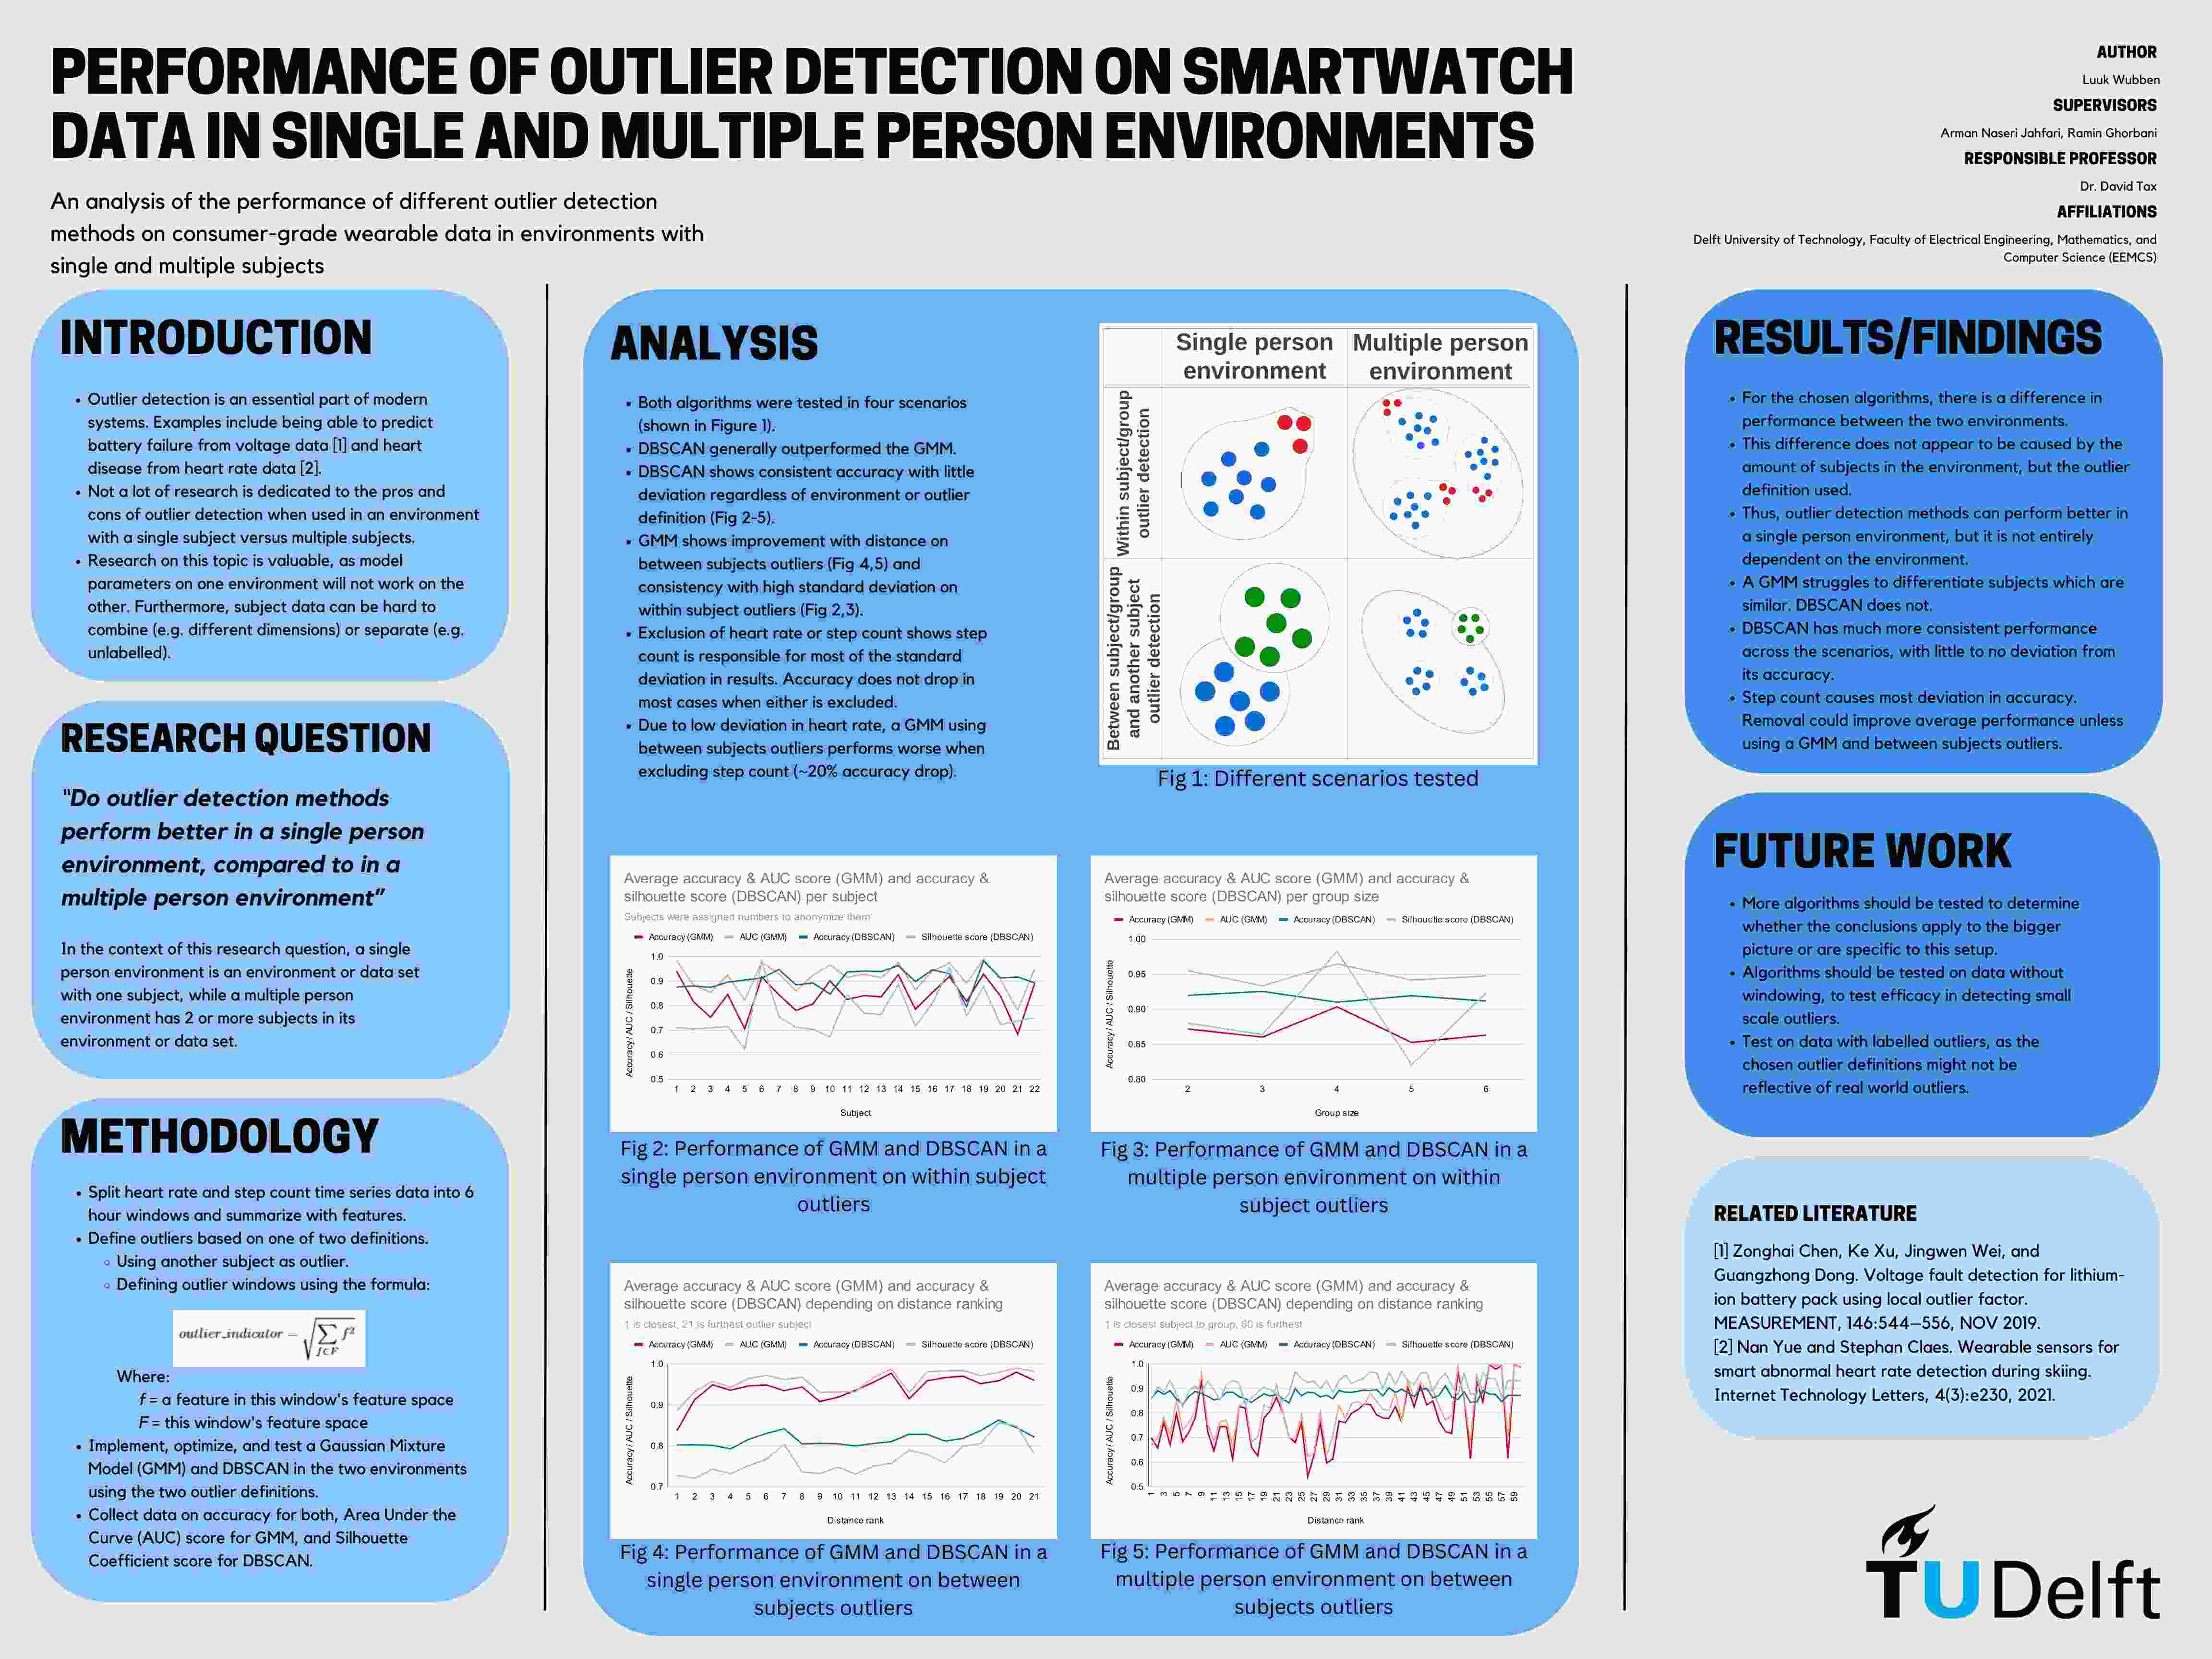 PERFORMANCE OF OUTLIER DETECTION ON SMARTWATCH
DATA IN SINGLE AND MULTIPLE PERSON ENVIRONMENTS
An analysis of the performance of different outlier detection
methods on consumer-grade wearable data in environments with
single and multiple subjects
AUTHOR
Luuk Wubben
SUPERVISORS
Arman Naseri Jahfari, Ramin Ghorbani
RESPONSIBLE PROFESSOR
Dr. David Tax
AFFILIATIONS
Delft University of Technology, Faculty of Electrical Engineering, Mathematics, and
Computer Science (EEMCS)
INTRODUCTION
• Outlier detection is an essential part of modern
systems. Examples include being able to predict
battery failure from voltage data [1] and heart
disease from heart rate data [2].
• Not a lot of research is dedicated to the pros and
cons of outlier detection when used in an environment
with a single subject versus multiple subjects.
• Research on this topic is valuable, as model
parameters on one environment will not work on the
other. Furthermore, subject data can be hard to
combine (e.g. different dimensions) or separate (e.g.
unlabelled).
RESEARCH QUESTION
"Do outlier detection methods
perform better in a single person
environment, compared to in a
multiple person environment"
In the context of this research question, a single
person environment is an environment or data set
with one subject, while a multiple person
environment has 2 or more subjects in its
environment or data set.
METHODOLOGY
• Split heart rate and step count time series data into 6
hour windows and summarize with features.
• Define outliers based on one of two definitions.
◦ Using another subject as outlier.
◦ Defining outlier windows using the formula:
outlier_indicator = √∑ f²
f∈F
Where:
f = a feature in this window's feature space
F = this window's feature space
• Implement, optimize, and test a Gaussian Mixture
Model (GMM) and DBSCAN in the two environments
using the two outlier definitions.
• Collect data on accuracy for both, Area Under the
Curve (AUC) score for GMM, and Silhouette
Coefficient score for DBSCAN.
ANALYSIS
• Both algorithms were tested in four scenarios
(shown in Figure 1).
• DBSCAN generally outperformed the GMM.
• DBSCAN shows consistent accuracy with little
deviation regardless of environment or outlier
definition (Fig 2-5).
• GMM shows improvement with distance on
between subjects outliers (Fig 4,5) and
consistency with high standard deviation on
within subject outliers (Fig 2,3).
• Exclusion of heart rate or step count shows step
count is responsible for most of the standard
deviation in results. Accuracy does not drop in
most cases when either is excluded.
• Due to low deviation in heart rate, a GMM using
between subjects outliers performs worse when
excluding step count (~20% accuracy drop).
Single person
environment
Multiple person
environment
Within subject/group
outlier detection
Between subject/group
and another subject
outlier detection
Fig 1: Different scenarios tested
Average accuracy & AUC score (GMM) and accuracy &
silhouette score (DBSCAN) per subject
Subjects were assigned numbers to anonymize them
Accuracy (GMM) AUC (GMM) Accuracy (DBSCAN) Silhouette score (DBSCAN)
Accuracy / AUC / Silhouette
1.0
0.9
0.8
0.7
0.6
0.5
1 2 3 4 5 6 7 8 9 10 11 12 13 14 15 16 17 18 19 20 21 22
Subject
Fig 2: Performance of GMM and DBSCAN in a
single person environment on within subject
outliers
Average accuracy & AUC score (GMM) and accuracy &
silhouette score (DBSCAN) per group size
Accuracy (GMM) AUC (GMM) Accuracy (DBSCAN) Silhouette score (DBSCAN)
Accuracy / AUC / Silhouette
1.00
0.95
0.90
0.85
0.80
2 3 4 5 6
Group size
Fig 3: Performance of GMM and DBSCAN in a
multiple person environment on within
subject outliers
Average accuracy & AUC score (GMM) and accuracy &
silhouette score (DBSCAN) depending on distance ranking
1 is closest, 21 is furthest outlier subject
Accuracy (GMM) AUC (GMM) Accuracy (DBSCAN) Silhouette score (DBSCAN)
Accuracy / AUC / Silhouette
1.0
0.9
0.8
0.7
1 2 3 4 5 6 7 8 9 10 11 12 13 14 15 16 17 18 19 20 21
Distance rank
Fig 4: Performance of GMM and DBSCAN in a
single person environment on between
subjects outliers
Average accuracy & AUC score (GMM) and accuracy &
silhouette score (DBSCAN) depending on distance ranking
1 is closest subject to group, 60 is furthest
Accuracy (GMM) AUC (GMM) Accuracy (DBSCAN) Silhouette score (DBSCAN)
Accuracy / AUC / Silhouette
1.0
0.9
0.8
0.7
0.6
0.5
1 3 5 7 9 11 13 15 17 19 21 23 25 27 29 31 33 35 37 39 41 43 45 47 49 51 53 55 57 59
Distance rank
Fig 5: Performance of GMM and DBSCAN in a
multiple person environment on between
subjects outliers
RESULTS/FINDINGS
• For the chosen algorithms, there is a difference in
performance between the two environments.
• This difference does not appear to be caused by the
amount of subjects in the environment, but the outlier
definition used.
• Thus, outlier detection methods can perform better in
a single person environment, but it is not entirely
dependent on the environment.
• A GMM struggles to differentiate subjects which are
similar. DBSCAN does not.
• DBSCAN has much more consistent performance
across the scenarios, with little to no deviation from
its accuracy.
• Step count causes most deviation in accuracy.
Removal could improve average performance unless
using a GMM and between subjects outliers.
FUTURE WORK
• More algorithms should be tested to determine
whether the conclusions apply to the bigger
picture or are specific to this setup.
• Algorithms should be tested on data without
windowing, to test efficacy in detecting small
scale outliers.
• Test on data with labelled outliers, as the
chosen outlier definitions might not be
reflective of real world outliers.
RELATED LITERATURE
[1] Zonghai Chen, Ke Xu, Jingwen Wei, and
Guangzhong Dong. Voltage fault detection for lithium-
ion battery pack using local outlier factor.
MEASUREMENT, 146:544–556, NOV 2019.
[2] Nan Yue and Stephan Claes. Wearable sensors for
smart abnormal heart rate detection during skiing.
Internet Technology Letters, 4(3):e230, 2021.
TU Delft